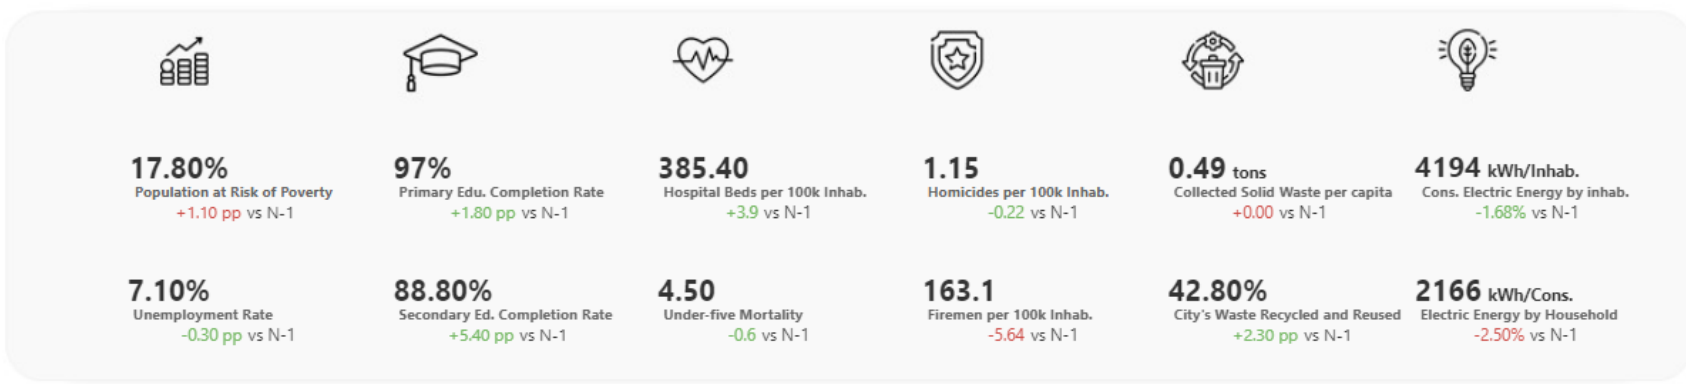 17.80%
Population at Risk of Poverty
+1.10 pp vs N-1
97%
Primary Edu. Completion Rate
+1.80 pp vs N-1
385.40
Hospital Beds per 100k Inhab.
+3.9 vs N-1
1.15
Homicides per 100k Inhab.
-0.22 vs N-1
0.49 tons
Collected Solid Waste per capita
+0.00 vs N-1
4194 kWh/Inhab.
Cons. Electric Energy by inhab.
-1.68% vs N-1
7.10%
Unemployment Rate
-0.30 pp vs N-1
88.80%
Secondary Ed. Completion Rate
+5.40 pp vs N-1
4.50
Under-five Mortality
-0.6 vs N-1
163.1
Firemen per 100k Inhab.
-5.64 vs N-1
42.80%
City's Waste Recycled and Reused
+2.30 pp vs N-1
2166 kWh/Cons.
Electric Energy by Household
-2.50% vs N-1